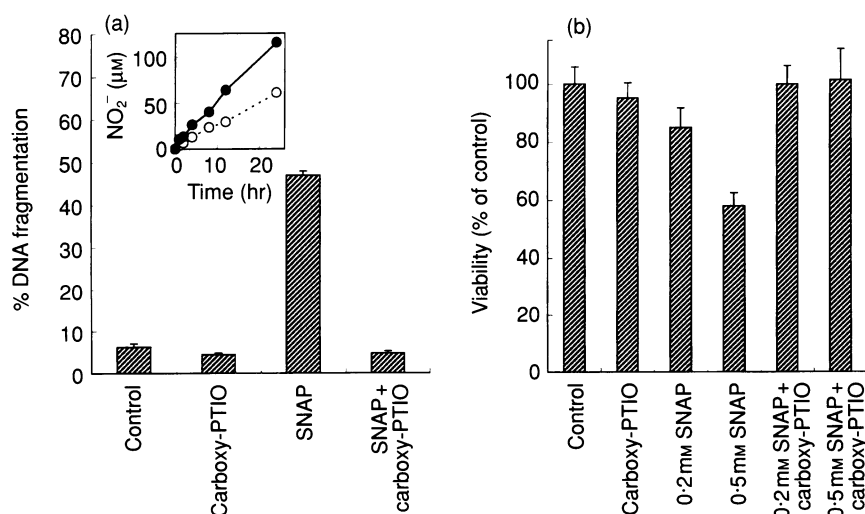 (a)
80
70
60
50
40
30
20
10
0
% DNA fragmentation
100
50
0
NO₂⁻ (μM)
0 10 20
Time (hr)
Control
Carboxy-PTIO
SNAP
SNAP+
carboxy-PTIO
(b)
100
80
60
40
20
0
Viability (% of control)
Control
Carboxy-PTIO
0·2mM SNAP
0·5mM SNAP
0·2mM SNAP+
carboxy-PTIO
0·5mM SNAP+
carboxy-PTIO